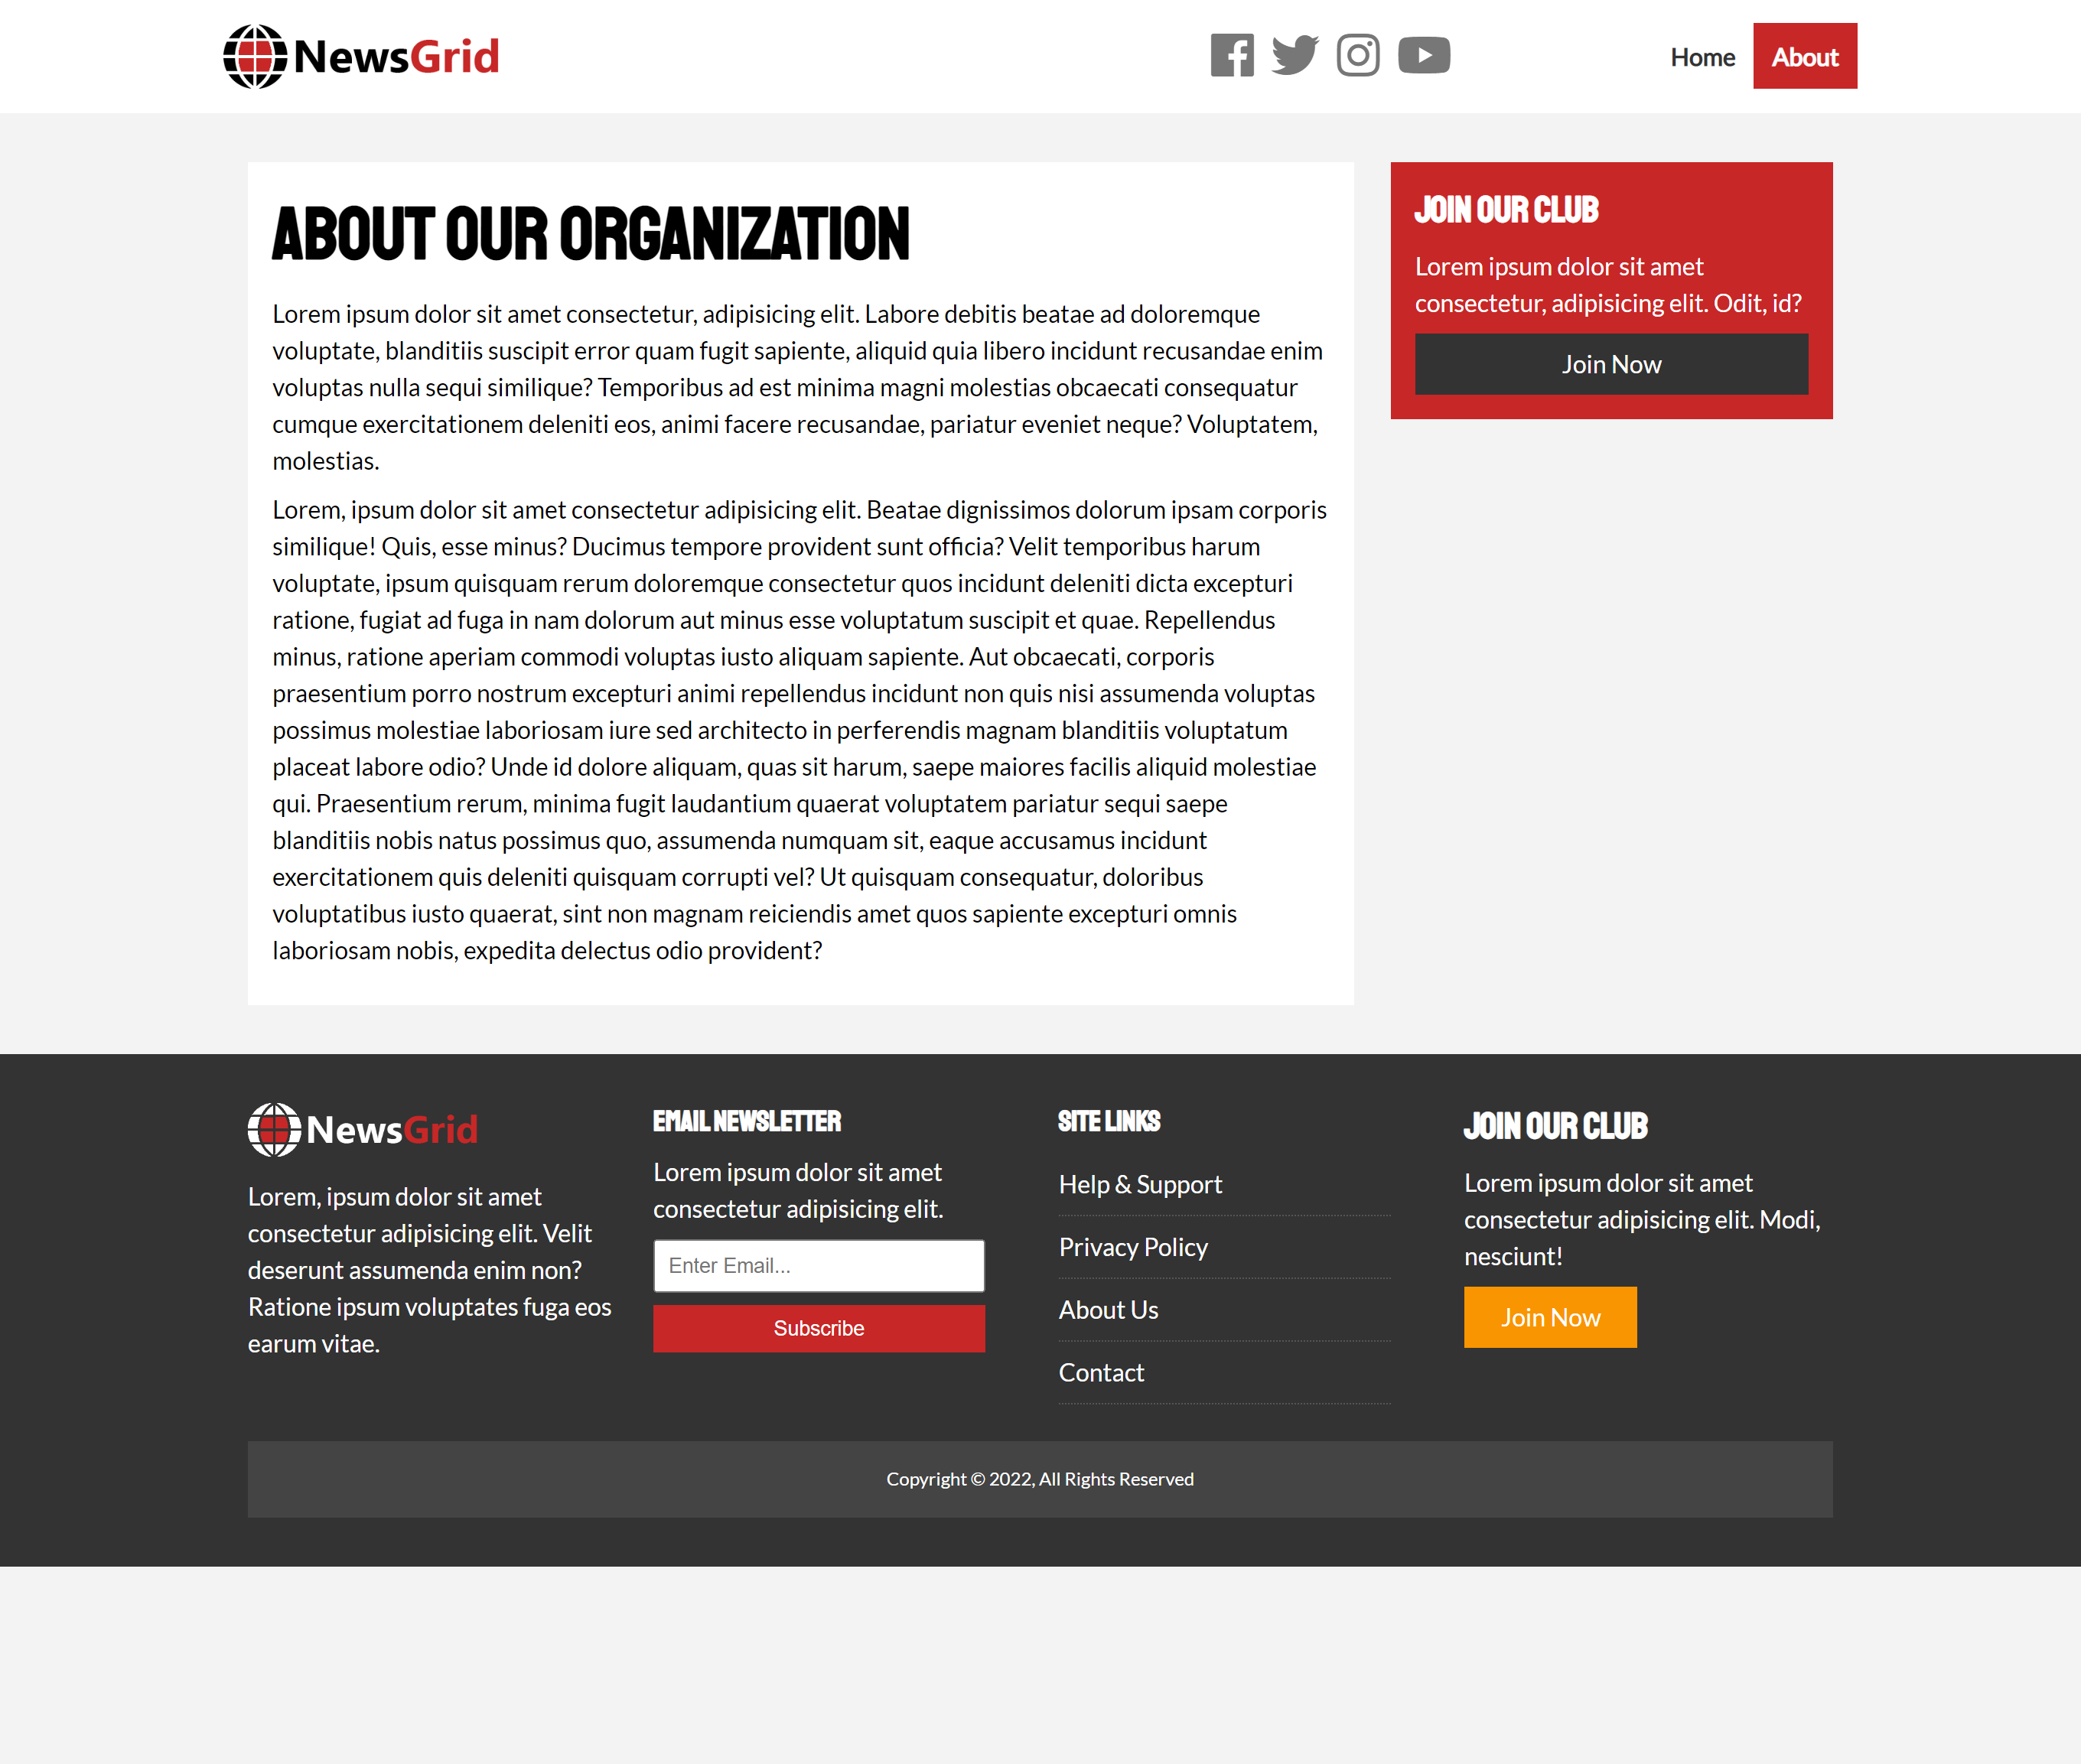 NewsGrid
Home
About
ABOUT OUR ORGANIZATION
Lorem ipsum dolor sit amet consectetur, adipisicing elit. Labore debitis beatae ad doloremque
voluptate, blanditiis suscipit error quam fugit sapiente, aliquid quia libero incidunt recusandae enim
voluptas nulla sequi similique? Temporibus ad est minima magni molestias obcaecati consequatur
cumque exercitationem deleniti eos, animi facere recusandae, pariatur eveniet neque? Voluptatem,
molestias.
Lorem, ipsum dolor sit amet consectetur adipisicing elit. Beatae dignissimos dolorum ipsam corporis
similique! Quis, esse minus? Ducimus tempore provident sunt officia? Velit temporibus harum
voluptate, ipsum quisquam rerum doloremque consectetur quos incidunt deleniti dicta excepturi
ratione, fugiat ad fuga in nam dolorum aut minus esse voluptatum suscipit et quae. Repellendus
minus, ratione aperiam commodi voluptas iusto aliquam sapiente. Aut obcaecati, corporis
praesentium porro nostrum excepturi animi repellendus incidunt non quis nisi assumenda voluptas
possimus molestiae laboriosam iure sed architecto in perferendis magnam blanditiis voluptatum
placeat labore odio? Unde id dolore aliquam, quas sit harum, saepe maiores facilis aliquid molestiae
qui. Praesentium rerum, minima fugit laudantium quaerat voluptatem pariatur sequi saepe
blanditiis nobis natus possimus quo, assumenda numquam sit, eaque accusamus incidunt
exercitationem quis deleniti quisquam corrupti vel? Ut quisquam consequatur, doloribus
voluptatibus iusto quaerat, sint non magnam reiciendis amet quos sapiente excepturi omnis
laboriosam nobis, expedita delectus odio provident?
JOIN OUR CLUB
Lorem ipsum dolor sit amet
consectetur, adipisicing elit. Odit, id?
Join Now
NewsGrid
Lorem, ipsum dolor sit amet
consectetur adipisicing elit. Velit
deserunt assumenda enim non?
Ratione ipsum voluptates fuga eos
earum vitae.
EMAIL NEWSLETTER
Lorem ipsum dolor sit amet
consectetur adipisicing elit.
Enter Email...
Subscribe
SITE LINKS
Help & Support
Privacy Policy
About Us
Contact
JOIN OUR CLUB
Lorem ipsum dolor sit amet
consectetur adipisicing elit. Modi,
nesciunt!
Join Now
Copyright © 2022, All Rights Reserved